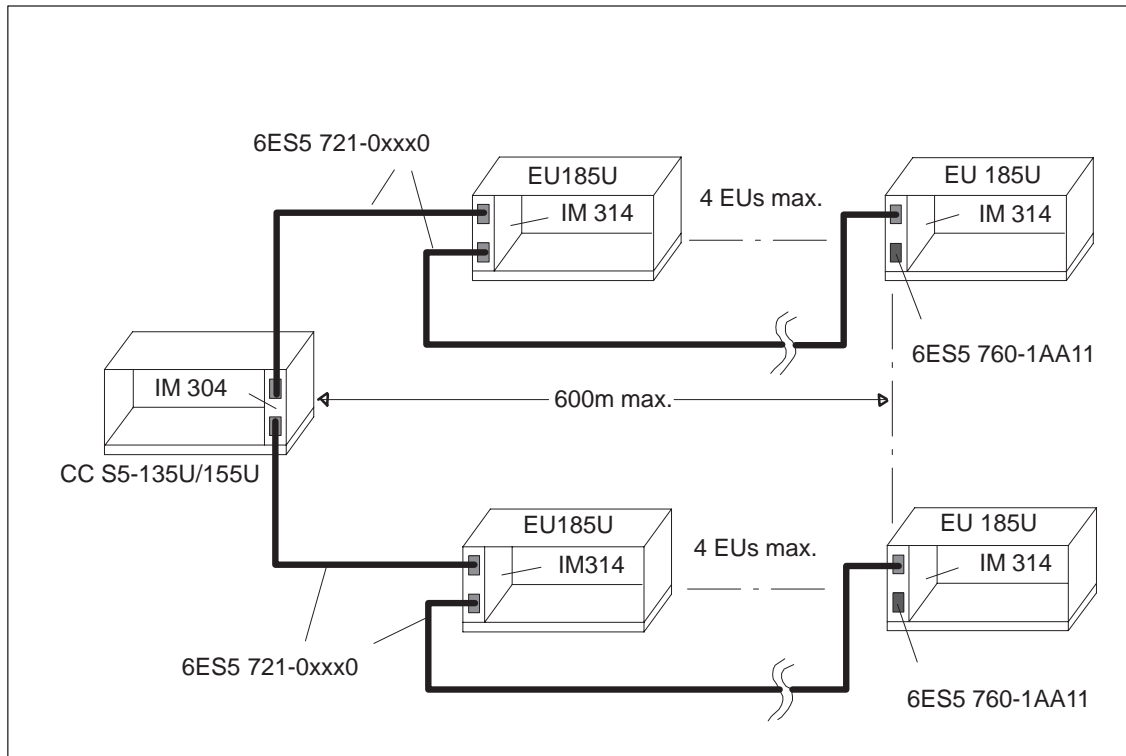 6ES5 721-0xxx0
EU185U
IM 314
4 EUs max.
EU 185U
IM 314
6ES5 760-1AA11
IM 304
600m max.
CC S5-135U/155U
EU185U
IM314
4 EUs max.
EU 185U
IM 314
6ES5 721-0xxx0
6ES5 760-1AA11